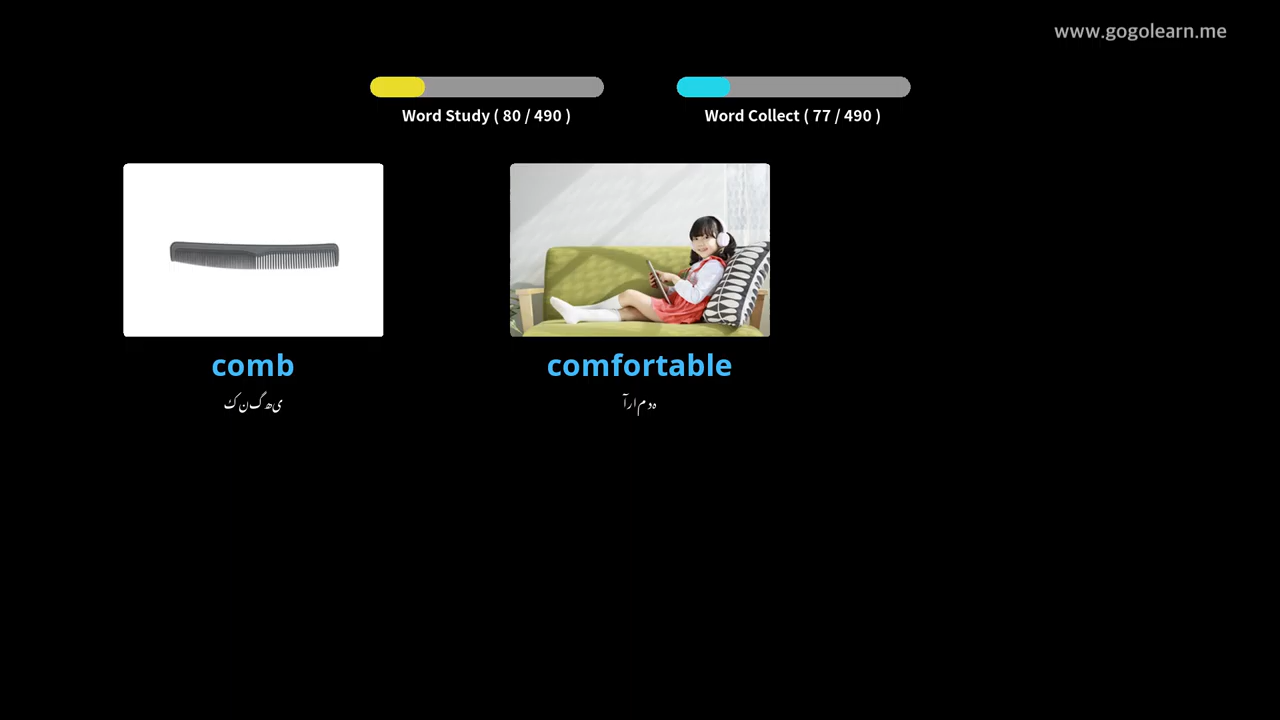 www.gogolearn.me
Word Study ( 80 / 490 )
Word Collect ( 77 / 490 )
comb
کنگھی
comfortable
آرام دہ